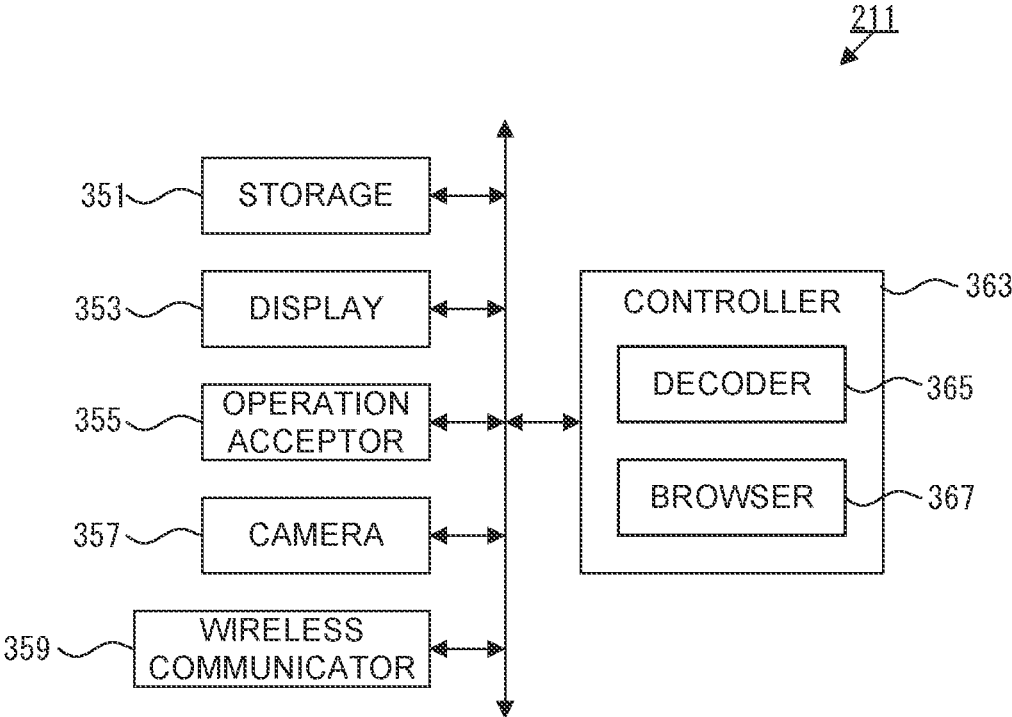 211
351
STORAGE
353
DISPLAY
355
OPERATION
ACCEPTOR
357
CAMERA
359
WIRELESS
COMMUNICATOR
CONTROLLER
363
DECODER
365
BROWSER
367